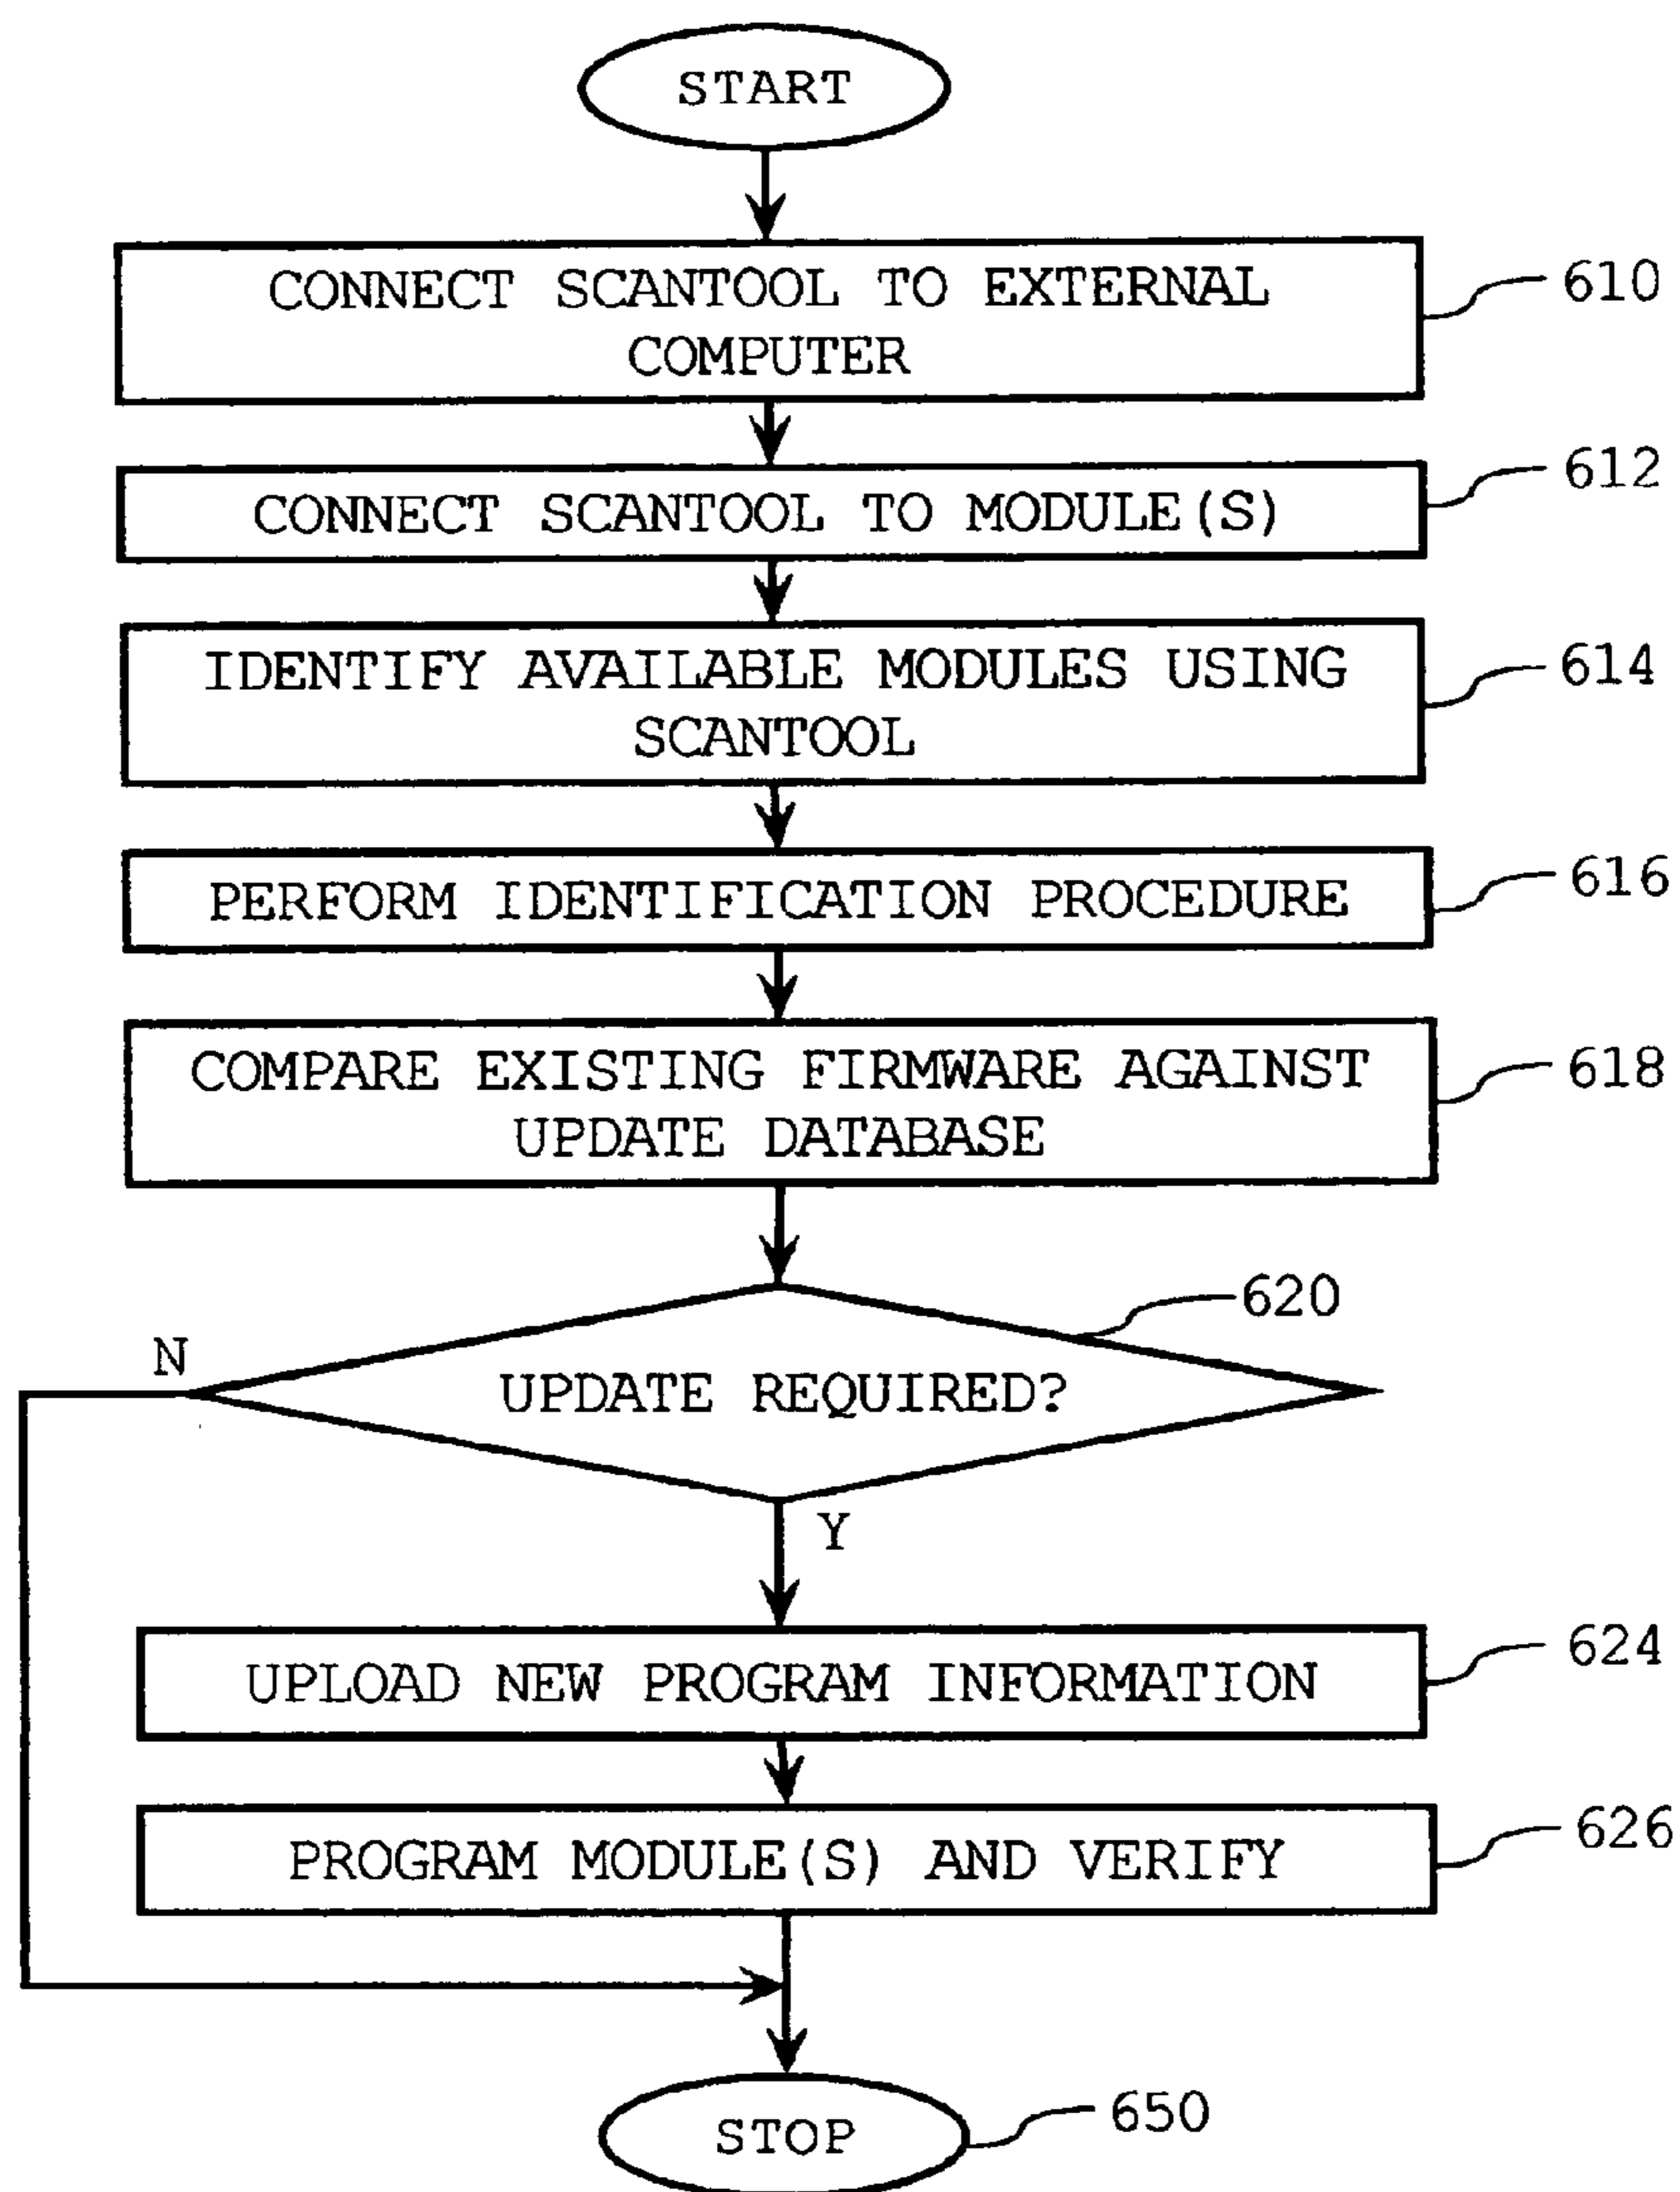 START
CONNECT SCANTOOL TO EXTERNAL
COMPUTER
610
CONNECT SCANTOOL TO MODULE(S)
612
IDENTIFY AVAILABLE MODULES USING
SCANTOOL
614
PERFORM IDENTIFICATION PROCEDURE
616
COMPARE EXISTING FIRMWARE AGAINST
UPDATE DATABASE
618
620
N
UPDATE REQUIRED?
Y
UPLOAD NEW PROGRAM INFORMATION
624
PROGRAM MODULE(S) AND VERIFY
626
STOP
650